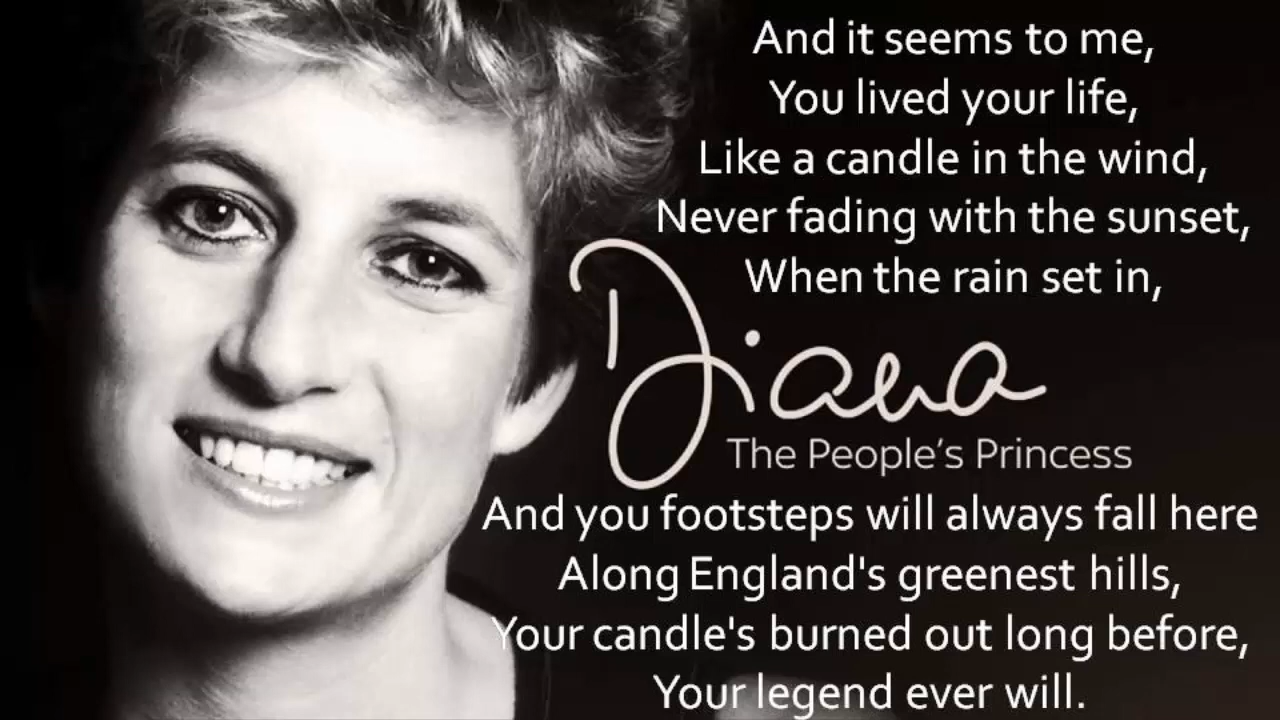 And it seems to me,
You lived your life,
Like a candle in the wind,
Never fading with the sunset,
When the rain set in,
Diana
The People's Princess
And you footsteps will always fall here
Along England's greenest hills,
Your candle's burned out long before,
Your legend ever will.